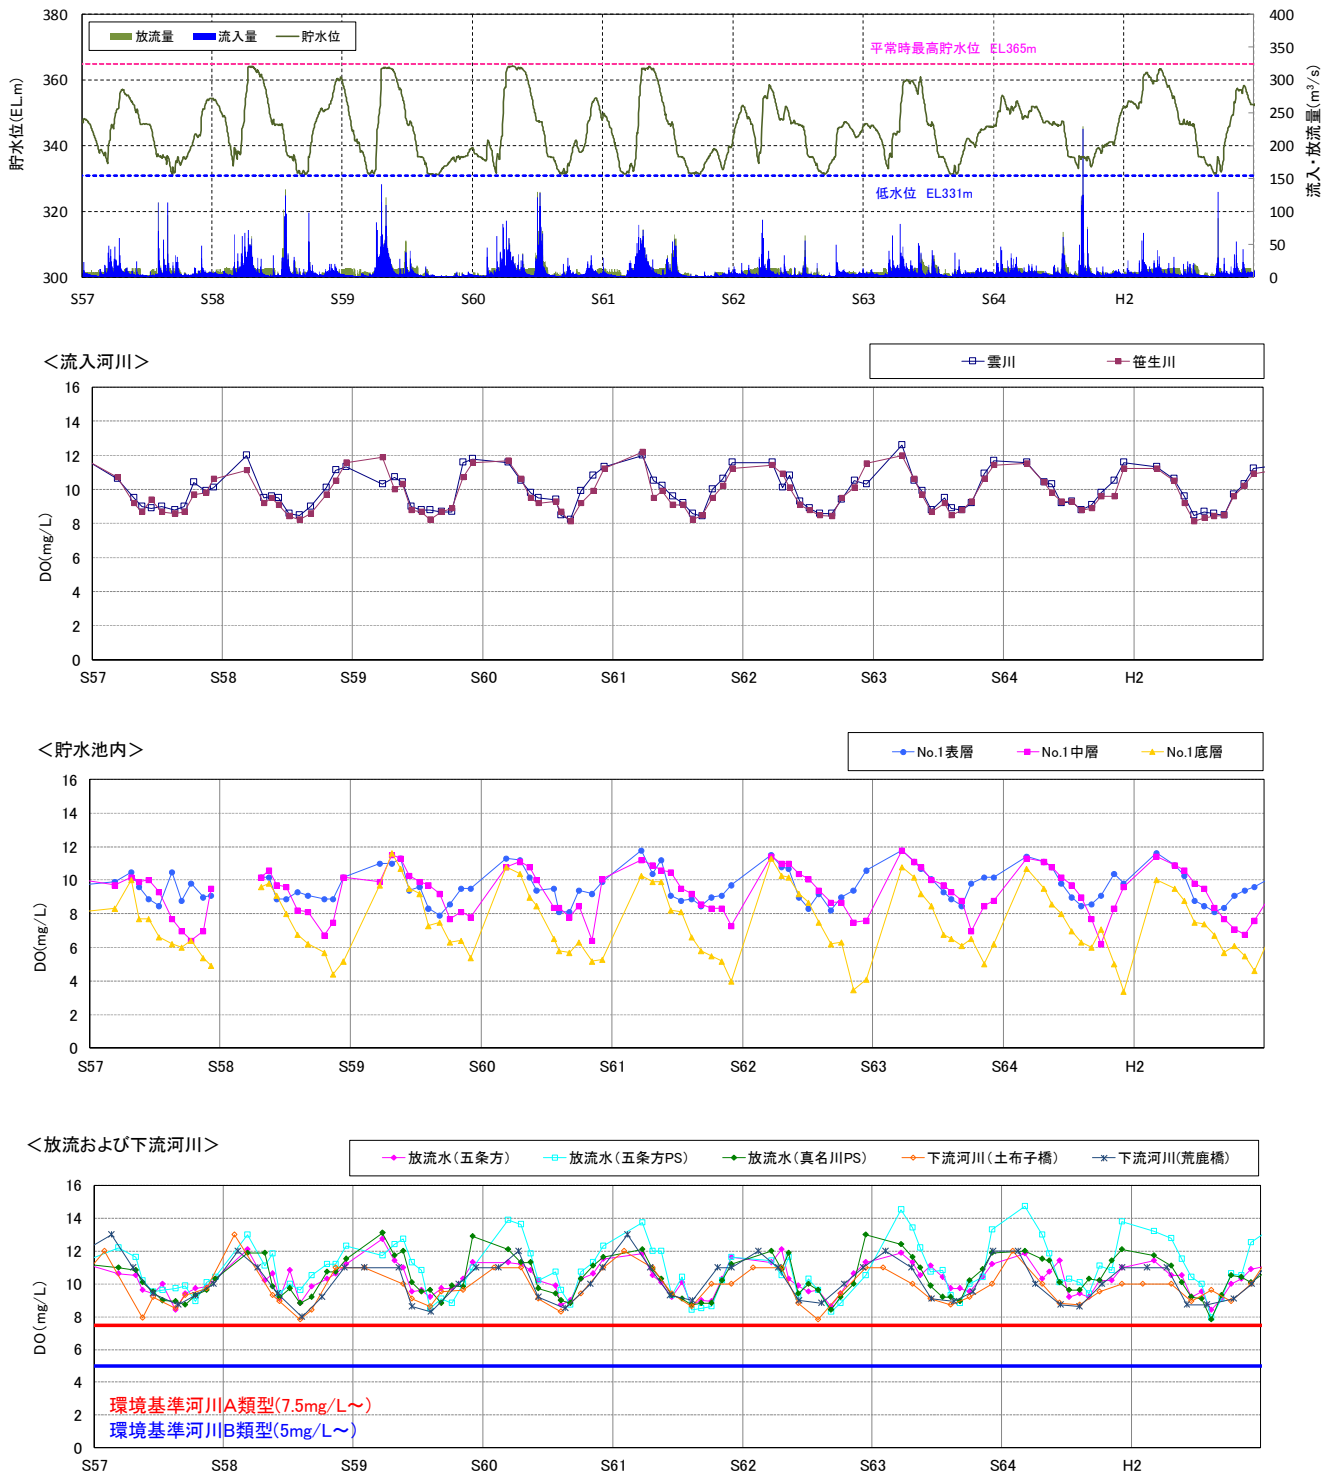 放流量 流入量 貯水位
平常時最高貯水位 EL365m
低水位 EL331m
貯水位(EL.m)
流入・放流量(m³/s)
380
360
340
320
300
400
350
300
250
200
150
100
50
0
S57 S58 S59 S60 S61 S62 S63 S64 H2
＜流入河川＞
雲川 笹生川
DO(mg/L)
16
14
12
10
8
6
4
2
0
S57 S58 S59 S60 S61 S62 S63 S64 H2
＜貯水池内＞
No.1表層 No.1中層 No.1底層
DO(mg/L)
16
14
12
10
8
6
4
2
0
S57 S58 S59 S60 S61 S62 S63 S64 H2
＜放流および下流河川＞
放流水(五条方) 放流水(五条方PS) 放流水(真名川PS) 下流河川(土布子橋) 下流河川(荒鹿橋)
DO(mg/L)
16
14
12
10
8
6
4
2
0
環境基準河川A類型(7.5mg/L～)
環境基準河川B類型(5mg/L～)
S57 S58 S59 S60 S61 S62 S63 S64 H2